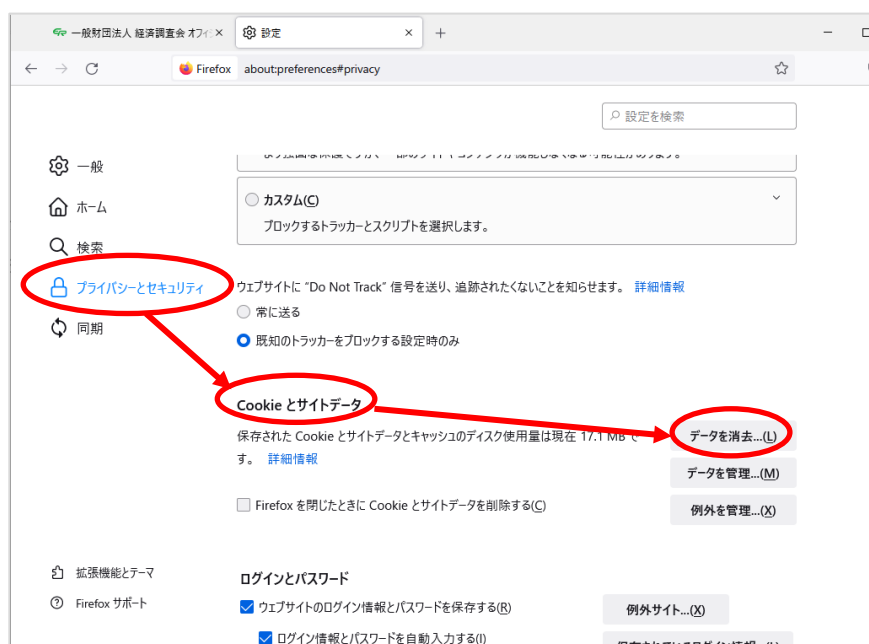 一般財団法人 経済調査会 オフィ
設定
Firefox about:preferences#privacy
設定を検索
一般
ホーム
検索
プライバシーとセキュリティ
同期
カスタム(C)
ブロックするトラッカーとスクリプトを選択します。
ウェブサイトに “Do Not Track” 信号を送り、追跡されたくないことを知らせます。 詳細情報
常に送る
既知のトラッカーをブロックする設定時のみ
Cookie とサイトデータ
保存された Cookie とサイトデータとキャッシュのディスク使用量は現在 17.1 MB で
す。 詳細情報
データを消去...(L)
データを管理...(M)
Firefox を閉じたときに Cookie とサイトデータを削除する(C)
例外を管理...(X)
拡張機能とテーマ
Firefox サポート
ログインとパスワード
ウェブサイトのログイン情報とパスワードを保存する(R)
例外サイト...(X)
ログイン情報とパスワードを自動入力する(I)